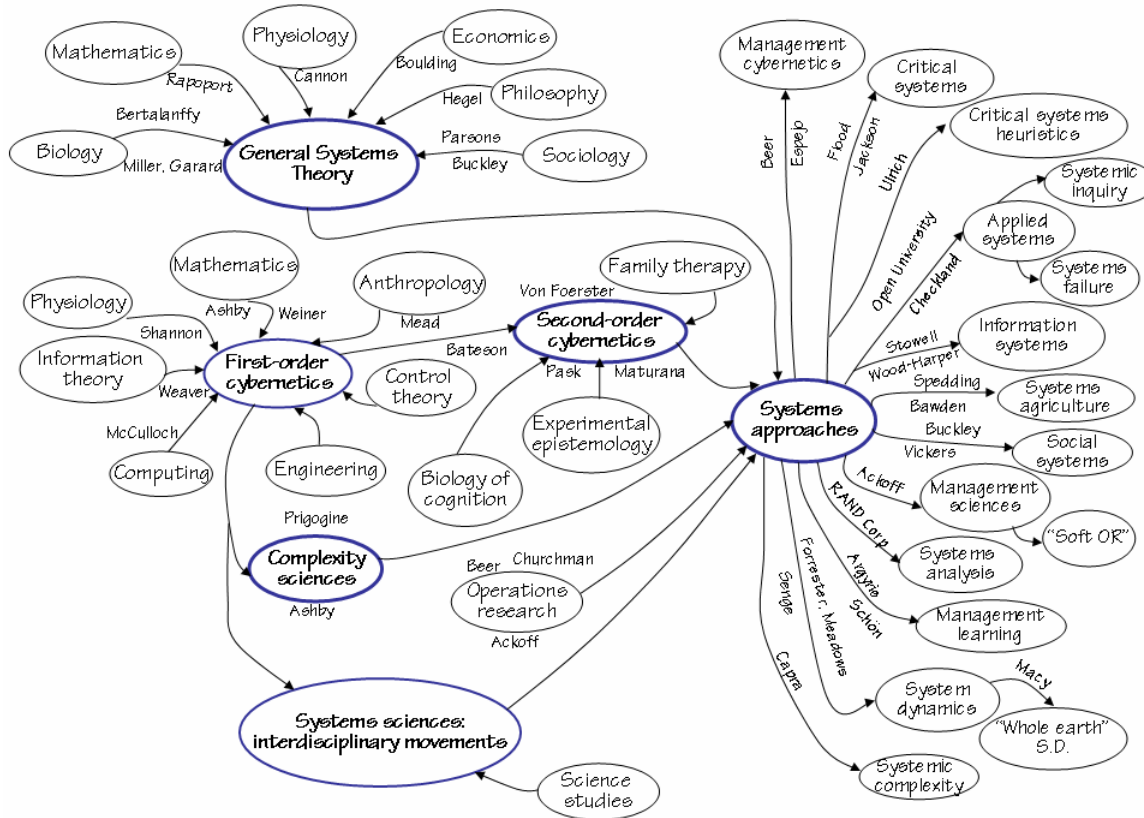 Mathematics
Rapoport
Physiology
Cannon
Economics
Boulding
Hegel
Philosophy
Bertalanffy
Biology
Miller, Garard
General Systems
Theory
Parsons
Buckley
Sociology
Management
cybernetics
Critical
systems
Critical systems
heuristics
Systemic
inquiry
Applied
systems
Systems
failure
Beer
Espejo
Flood
Jackson
Ulrich
Open University
Checkland
Mathematics
Ashby
Weiner
Physiology
Shannon
Information
theory
Weaver
McCulloch
Computing
First-order
cybernetics
Anthropology
Mead
Bateson
Control
theory
Engineering
Family therapy
Von Foerster
Second-order
cybernetics
Pask
Maturana
Experimental
epistemology
Biology of
cognition
Systems
approaches
Stowell
Wood-Harper
Information
systems
Spedding
Bawden
Systems
agriculture
Buckley
Vickers
Social
systems
Ackoff
Management
sciences
"Soft OR"
RAND Corp
Systems
analysis
Argyris
Schön
Management
learning
Forrester, Meadows
System
dynamics
Macy
"Whole earth"
S.D.
Senge
Capra
Systemic
complexity
Prigogine
Complexity
sciences
Ashby
Beer
Churchman
Operations
research
Ackoff
Systems sciences:
interdisciplinary movements
Science
studies